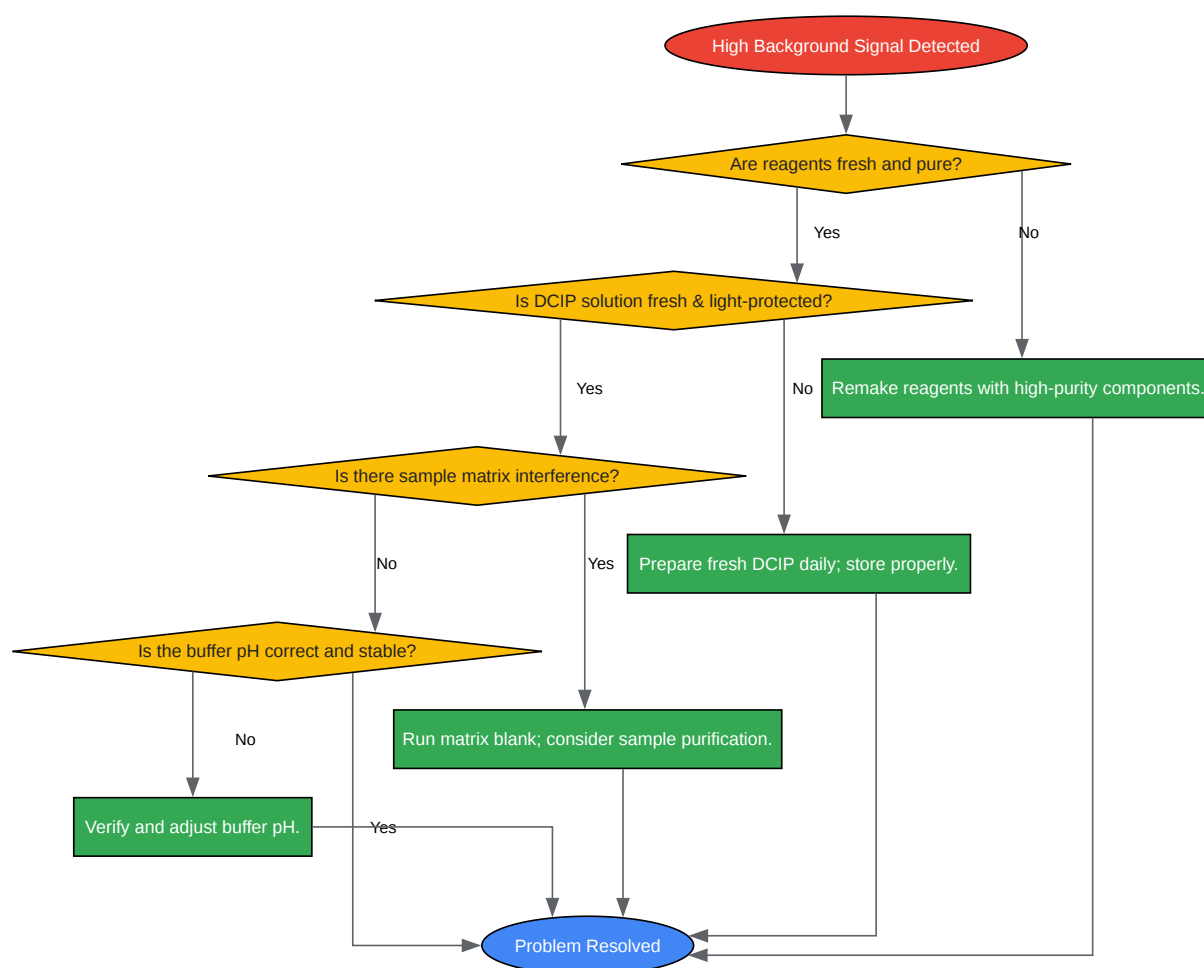 High Background Signal Detected
Are reagents fresh and pure?
Yes
No
Is DCIP solution fresh & light-protected?
Yes
No
Remake reagents with high-purity components.
Is there sample matrix interference?
No
Yes
Prepare fresh DCIP daily; store properly.
Is the buffer pH correct and stable?
No
Run matrix blank; consider sample purification.
Verify and adjust buffer pH.
Yes
Problem Resolved